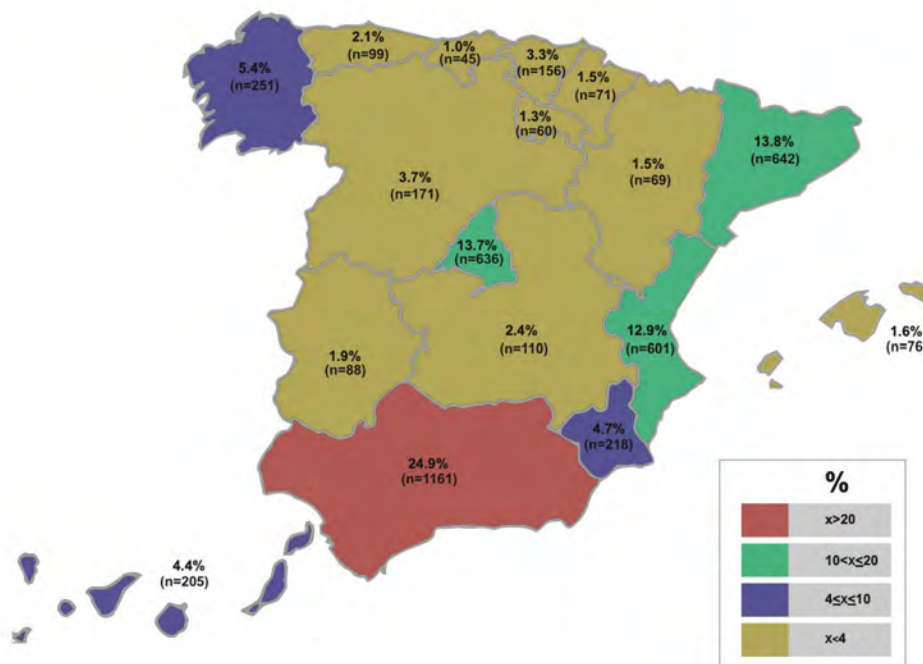 2.1%
(n=99)
1.0%
(n=45)
3.3%
(n=156)
1.5%
(n=71)
5.4%
(n=251)
1.3%
(n=60)
13.8%
(n=642)
1.5%
(n=69)
3.7%
(n=171)
13.7%
(n=636)
2.4%
(n=110)
12.9%
(n=601)
1.6%
(n=76
1.9%
(n=88)
4.7%
(n=218)
24.9%
(n=1161)
4.4%
(n=205)
%
x>20
10<x≤20
4≤x≤10
x<4